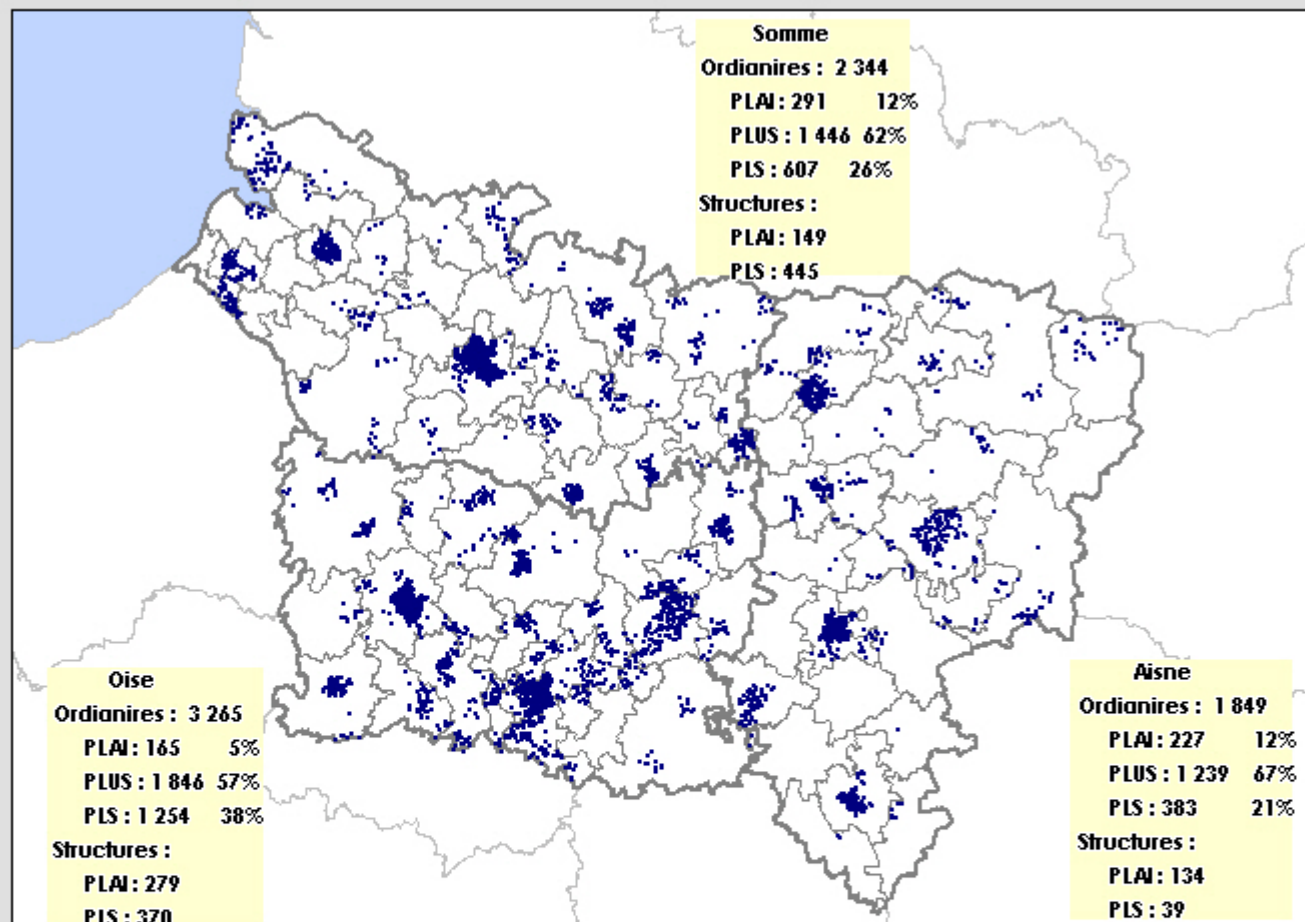 Somme
Ordianires : 2 344
PLAI : 291 12%
PLUS : 1 446 62%
PLS : 607 26%
Structures :
PLAI : 149
PLS : 445
Oise
Ordianires : 3 265
PLAI : 165 5%
PLUS : 1 846 57%
PLS : 1 254 38%
Structures :
PLAI : 279
PLS : 370
Aisne
Ordianires : 1 849
PLAI : 227 12%
PLUS : 1 239 67%
PLS : 383 21%
Structures :
PLAI : 134
PLS : 39